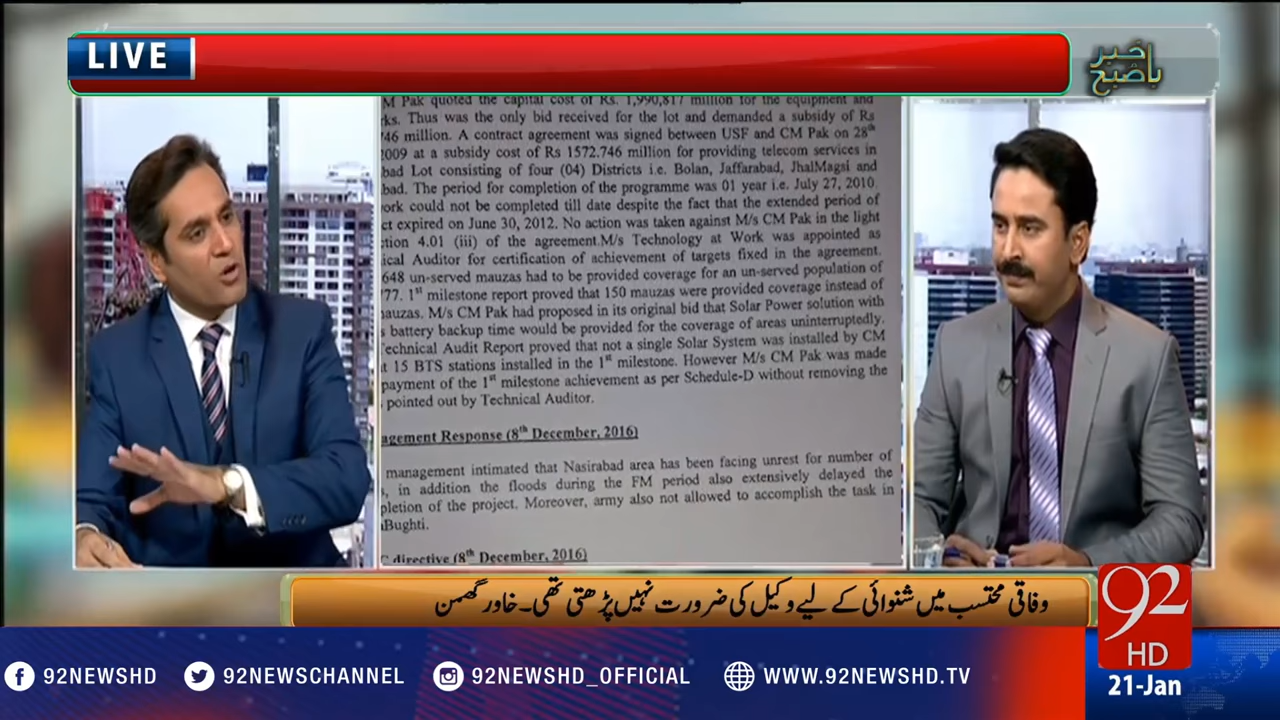 LIVE
باخبر صبح
M Pak quoted the capital cost of Rs. 1,990,817 million for the equipment and
ks. Thus was the only bid received for the lot and demanded a subsidy of Rs
746 million. A contract agreement was signed between USF and CM Pak on 28th
2009 at a subsidy cost of Rs 1572.746 million for providing telecom services in
bad Lot consisting of four (04) Districts i.e. Bolan, Jaffarabad, JhalMagsi and
bad. The period for completion of the programme was 01 year i.e. July 27, 2010.
ork could not be completed till date despite the fact that the extended period of
ct expired on June 30, 2012. No action was taken against M/s CM Pak in the light
ction 4.01 (iii) of the agreement.M/s Technology at Work was appointed as
ical Auditor for certification of achievement of targets fixed in the agreement.
648 un-served mauzas had to be provided coverage for an un-served population of
777. 1st milestone report proved that 150 mauzas were provided coverage instead of
auzas. M/s CM Pak had proposed in its original bid that Solar Power solution with
s battery backup time would be provided for the coverage of areas uninterruptedly.
Technical Audit Report proved that not a single Solar System was installed by CM
t 15 BTS stations installed in the 1st milestone. However M/s CM Pak was made
payment of the 1st milestone achievement as per Schedule-D without removing the
s pointed out by Technical Auditor.
agement Response (8th December, 2016)
management intimated that Nasirabad area has been facing unrest for number of
s, in addition the floods during the FM period also extensively delayed the
pletion of the project. Moreover, army also not allowed to accomplish the task in
aBughti.
C directive (8th December, 2016)
وفاقی محتسب میں شنوائی کے لیے وکیل کی ضرورت نہیں پڑھتی تھی۔ خاور گھمن
92
HD
21-Jan
92NEWSHD
92NEWSCHANNEL
92NEWSHD_OFFICIAL
WWW.92NEWSHD.TV